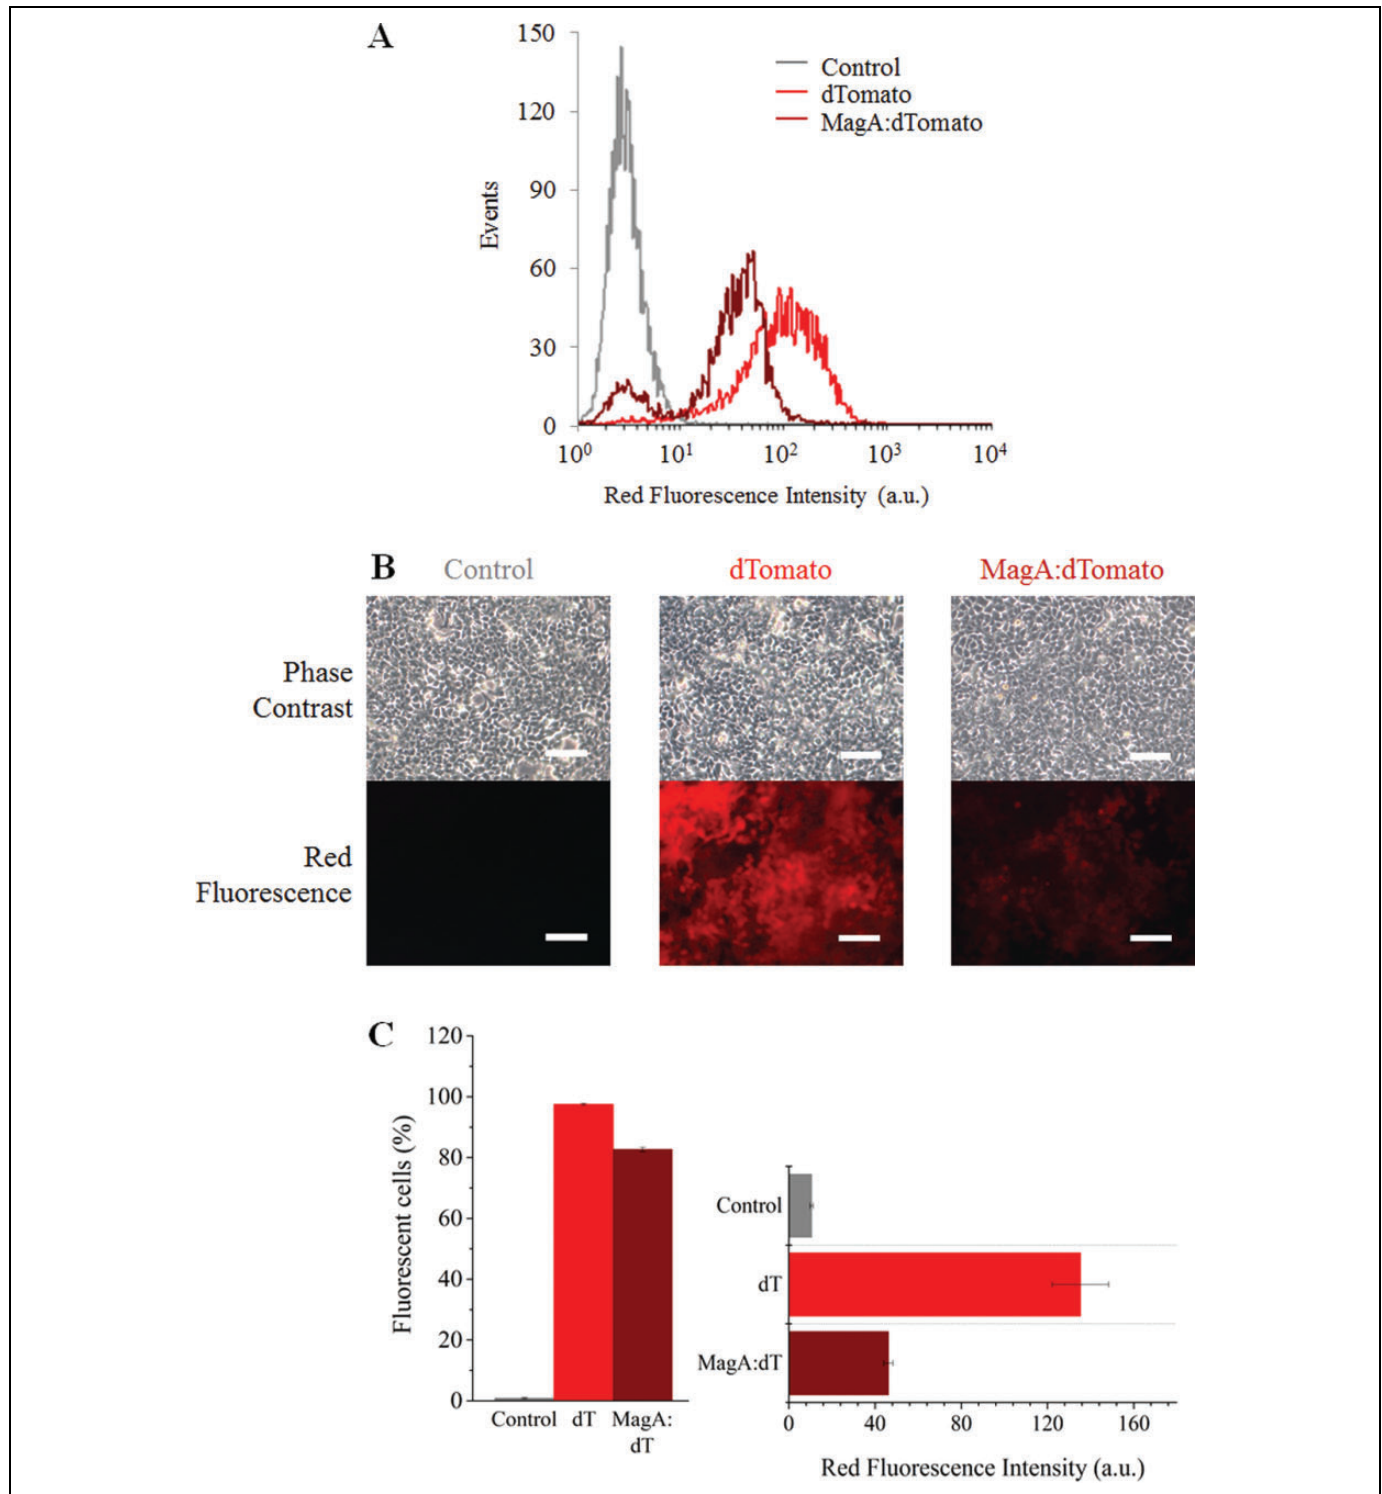 A
150
120
90
60
30
0
Events
Control
dTomato
MagA:dTomato
10⁰ 10¹ 10² 10³ 10⁴
Red Fluorescence Intensity (a.u.)
B
Control dTomato MagA:dTomato
Phase
Contrast
Red
Fluorescence
C
120
100
80
60
40
20
0
Fluorescent cells (%)
Control dT MagA:
dT
Control
dT
MagA:dT
0 40 80 120 160
Red Fluorescence Intensity (a.u.)